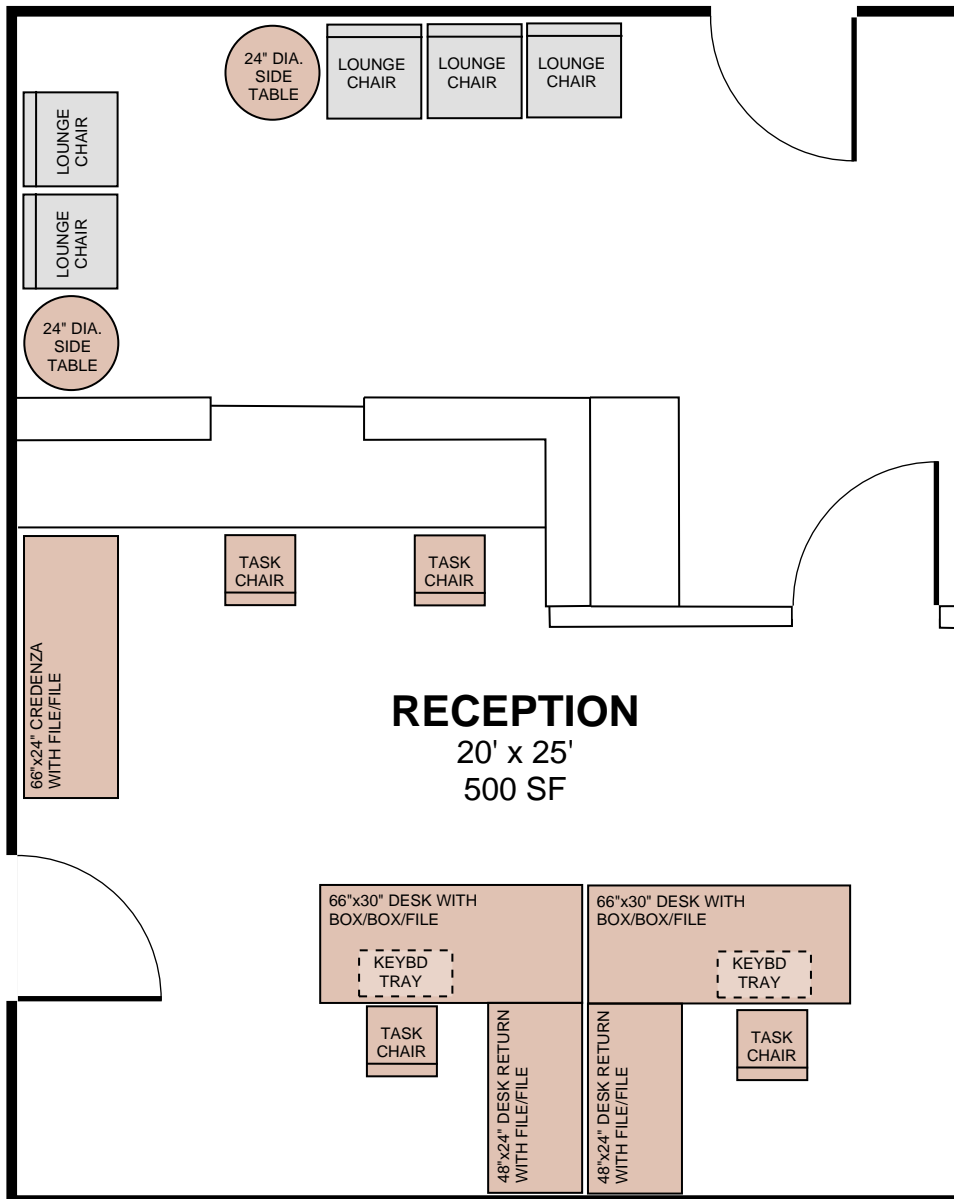 24" DIA.
SIDE
TABLE
LOUNGE
CHAIR
LOUNGE
CHAIR
LOUNGE
CHAIR
LOUNGE
CHAIR
LOUNGE
CHAIR
24" DIA.
SIDE
TABLE
TASK
CHAIR
TASK
CHAIR
66"x24" CREDENZA
WITH FILE/FILE
RECEPTION
20' x 25'
500 SF
66"x30" DESK WITH
BOX/BOX/FILE
KEYBD
TRAY
66"x30" DESK WITH
BOX/BOX/FILE
KEYBD
TRAY
TASK
CHAIR
48"x24" DESK RETURN
WITH FILE/FILE
48"x24" DESK RETURN
WITH FILE/FILE
TASK
CHAIR